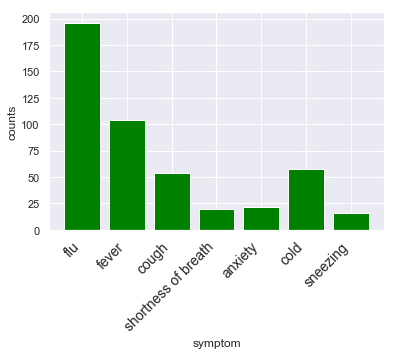 200
175
150
125
100
75
50
25
0
counts
flu
fever
cough
shortness of breath
anxiety
cold
sneezing
symptom